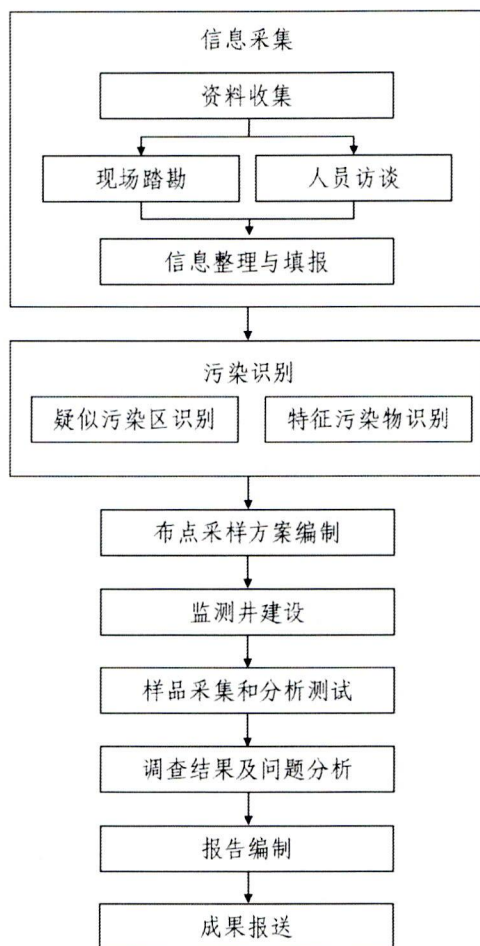 信息采集
资料收集
现场踏勘
人员访谈
信息整理与填报
污染识别
疑似污染区识别
特征污染物识别
布点采样方案编制
监测井建设
样品采集和分析测试
调查结果及问题分析
报告编制
成果报送